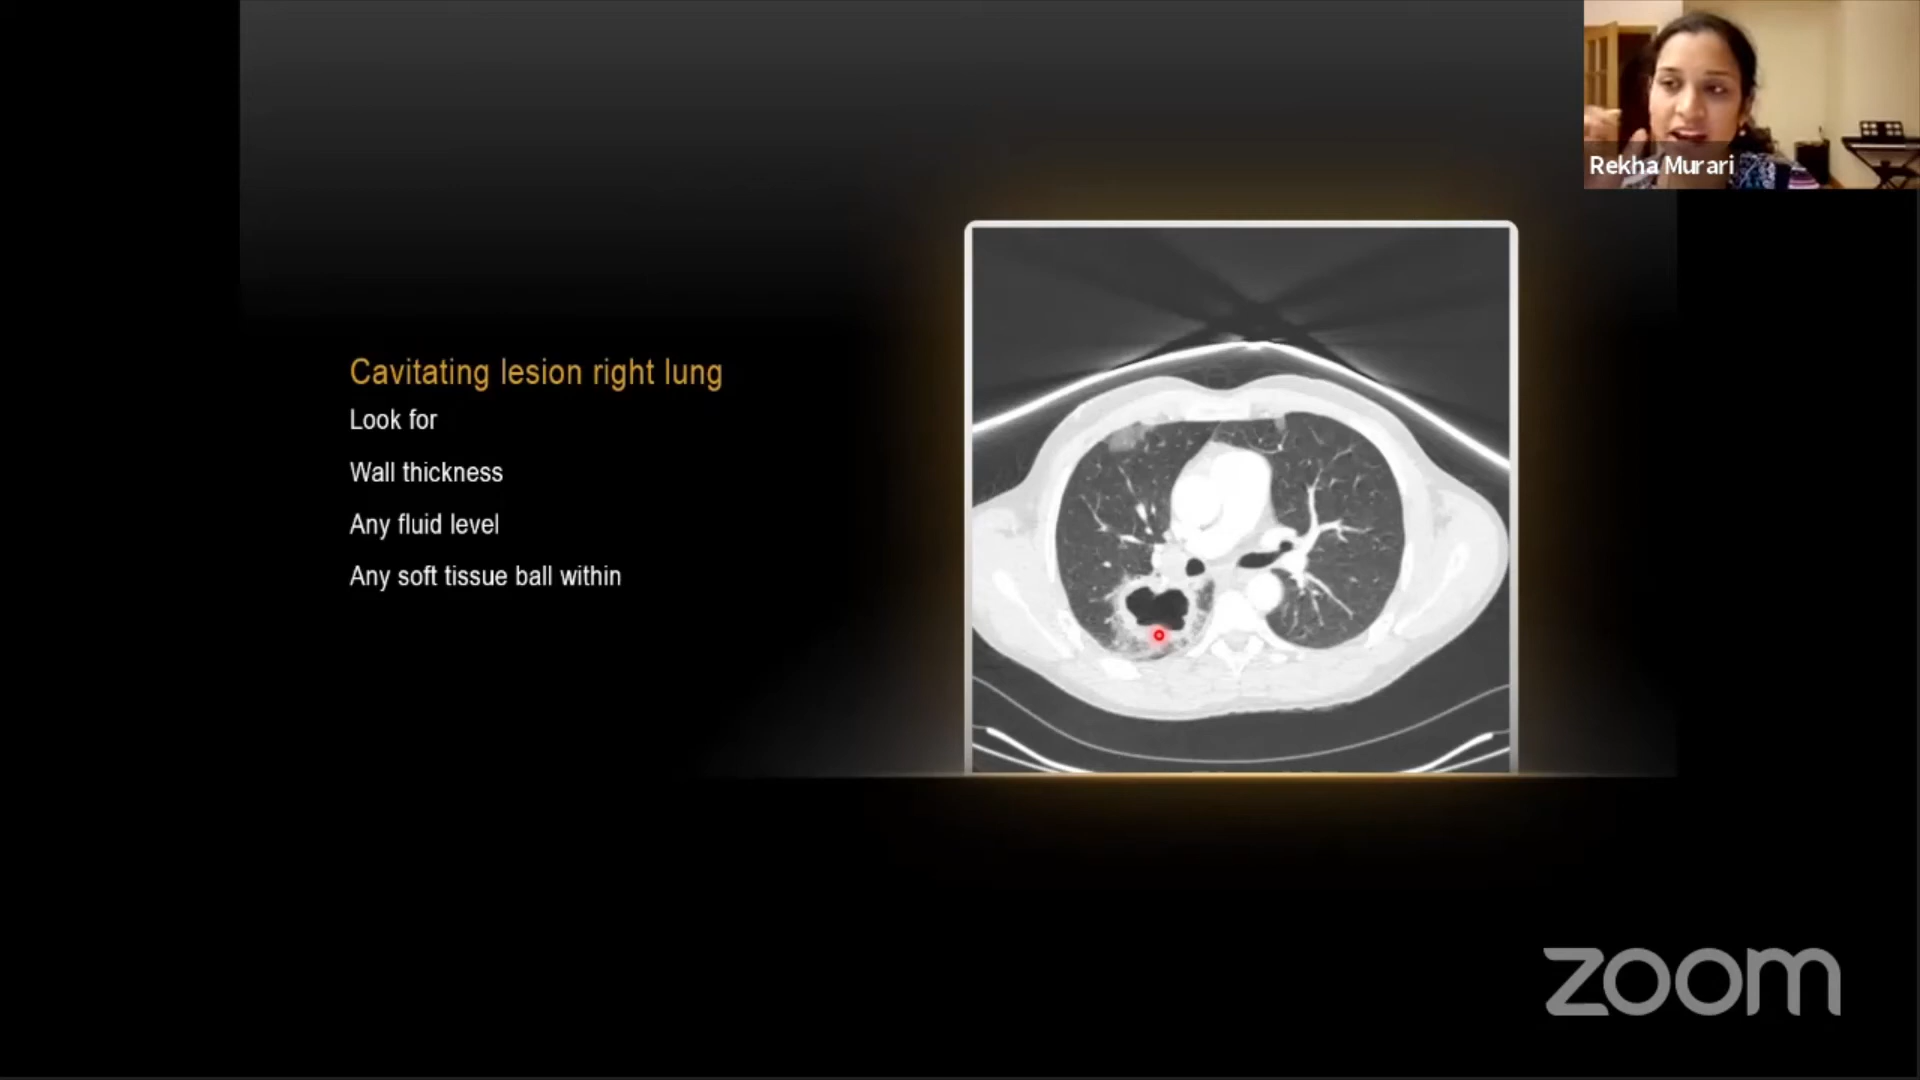 Rekha Murari
Cavitating lesion right lung
Look for
Wall thickness
Any fluid level
Any soft tissue ball within
zoom